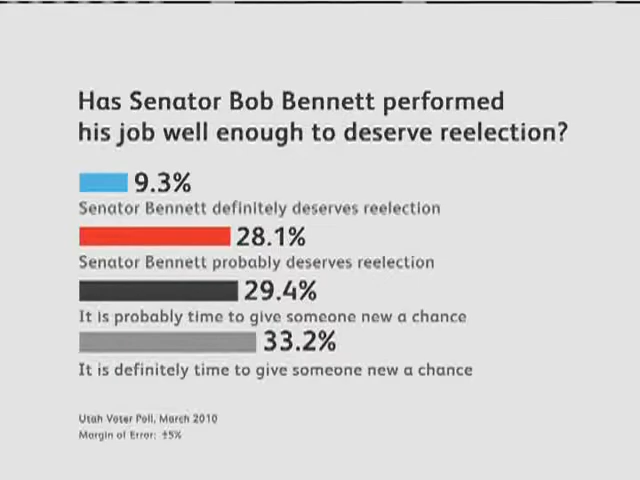 Has Senator Bob Bennett performed
his job well enough to deserve reelection?
9.3%
Senator Bennett definitely deserves reelection
28.1%
Senator Bennett probably deserves reelection
29.4%
It is probably time to give someone new a chance
33.2%
It is definitely time to give someone new a chance
Utah Voter Poll, March 2010
Margin of Error: ±5%